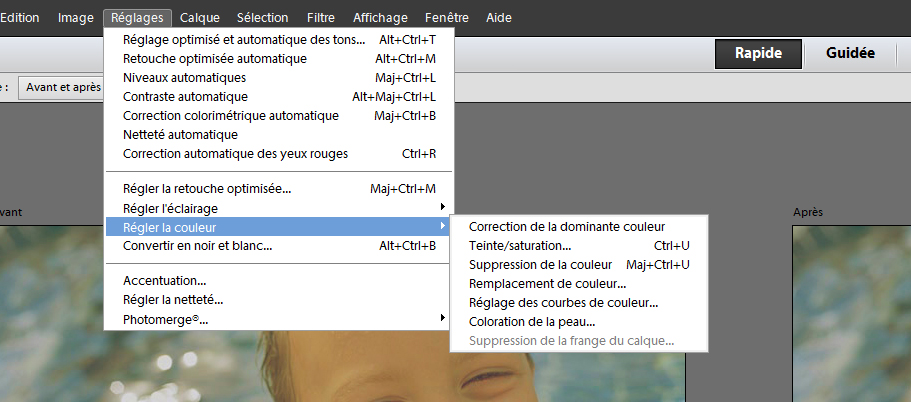 Edition Image Réglages Calque Sélection Filtre Affichage Fenêtre Aide
Rapide Guidée
e : Avant et après
Réglage optimisé et automatique des tons... Alt+Ctrl+T
Retouche optimisée automatique Alt+Ctrl+M
Niveaux automatiques Maj+Ctrl+L
Contraste automatique Alt+Maj+Ctrl+L
Correction colorimétrique automatique Maj+Ctrl+B
Netteté automatique
Correction automatique des yeux rouges Ctrl+R
Régler la retouche optimisée... Maj+Ctrl+M
Régler l'éclairage
Régler la couleur
Convertir en noir et blanc... Alt+Ctrl+B
Accentuation...
Régler la netteté...
Photomerge®...
Correction de la dominante couleur
Teinte/saturation... Ctrl+U
Suppression de la couleur Maj+Ctrl+U
Remplacement de couleur...
Réglage des courbes de couleur...
Coloration de la peau...
Suppression de la frange du calque...
vant
Après